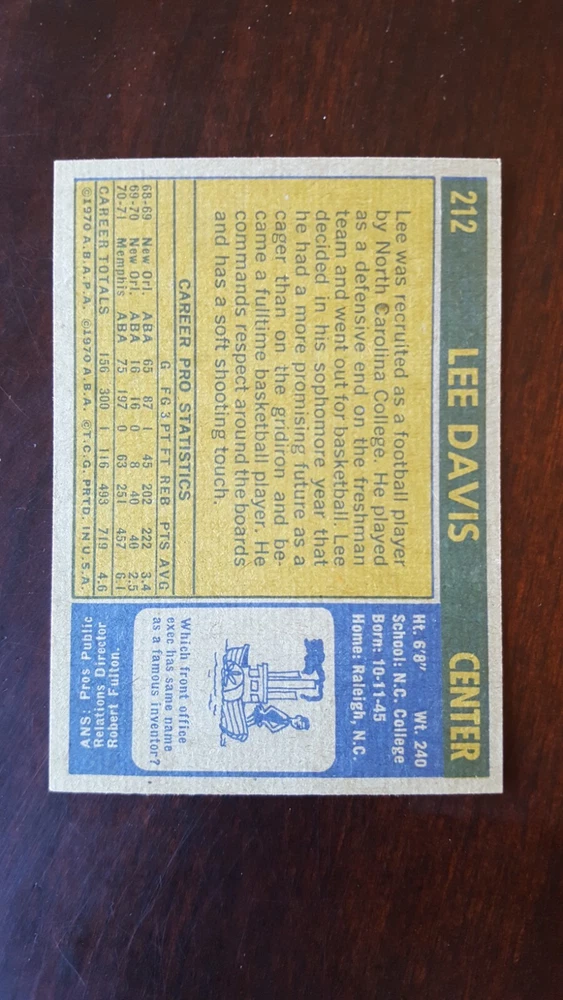 212 LEE DAVIS CENTER
Lee was recruited as a football player
by North Carolina College. He played
as a defensive end on the freshman
team and went out for basketball. Lee
decided in his sophomore year that
he had a more promising future as a
cager than on the gridiron and be-
came a fulltime basketball player. He
commands respect around the boards
and has a soft shooting touch.
CAREER PRO STATISTICS
G FG 3 PT FT REB PTS AVG
68-69 New Orl. ABA 65 87 1 45 202 222 3.4
69-70 New Orl. ABA 16 16 0 8 40 40 2.5
70-71 Memphis ABA 75 197 0 63 251 457 6.1
CAREER TOTALS 156 300 1 116 493 719 4.6
©1970 A.B.A.P.A. ©1970 A.B.A. ©T.C.G. PRTD. IN U.S.A.
Ht. 6'8" Wt. 240
School: N.C. College
Born: 10-11-45
Home: Raleigh, N.C.
Which front office
exec has same name
as a famous inventor?
ANS: Pros Public
Relations Director
Robert Fulton.